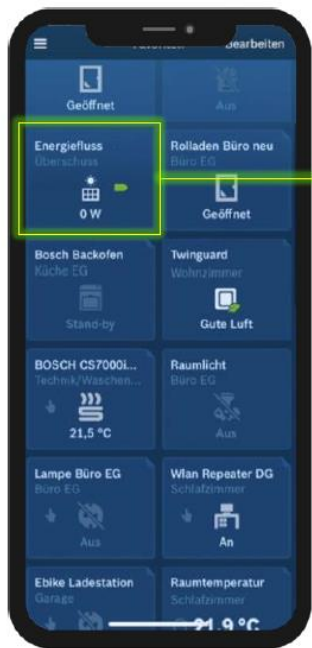 Bearbeiten
Geöffnet
Aus
Energiefluss
Überschuss
0 W
Rolladen Büro neu
Büro EG
Geöffnet
Bosch Backofen
Küche EG
Stand-by
Twinguard
Wohnzimmer
Gute Luft
BOSCH CS7000i...
Technik/Waschen...
21,5 °C
Raumlicht
Büro EG
Aus
Lampe Büro EG
Büro EG
Aus
Wlan Repeater DG
Schlafzimmer
An
Ebike Ladestation
Garage
Raumtemperatur
Schlafzimmer
21,9 °C